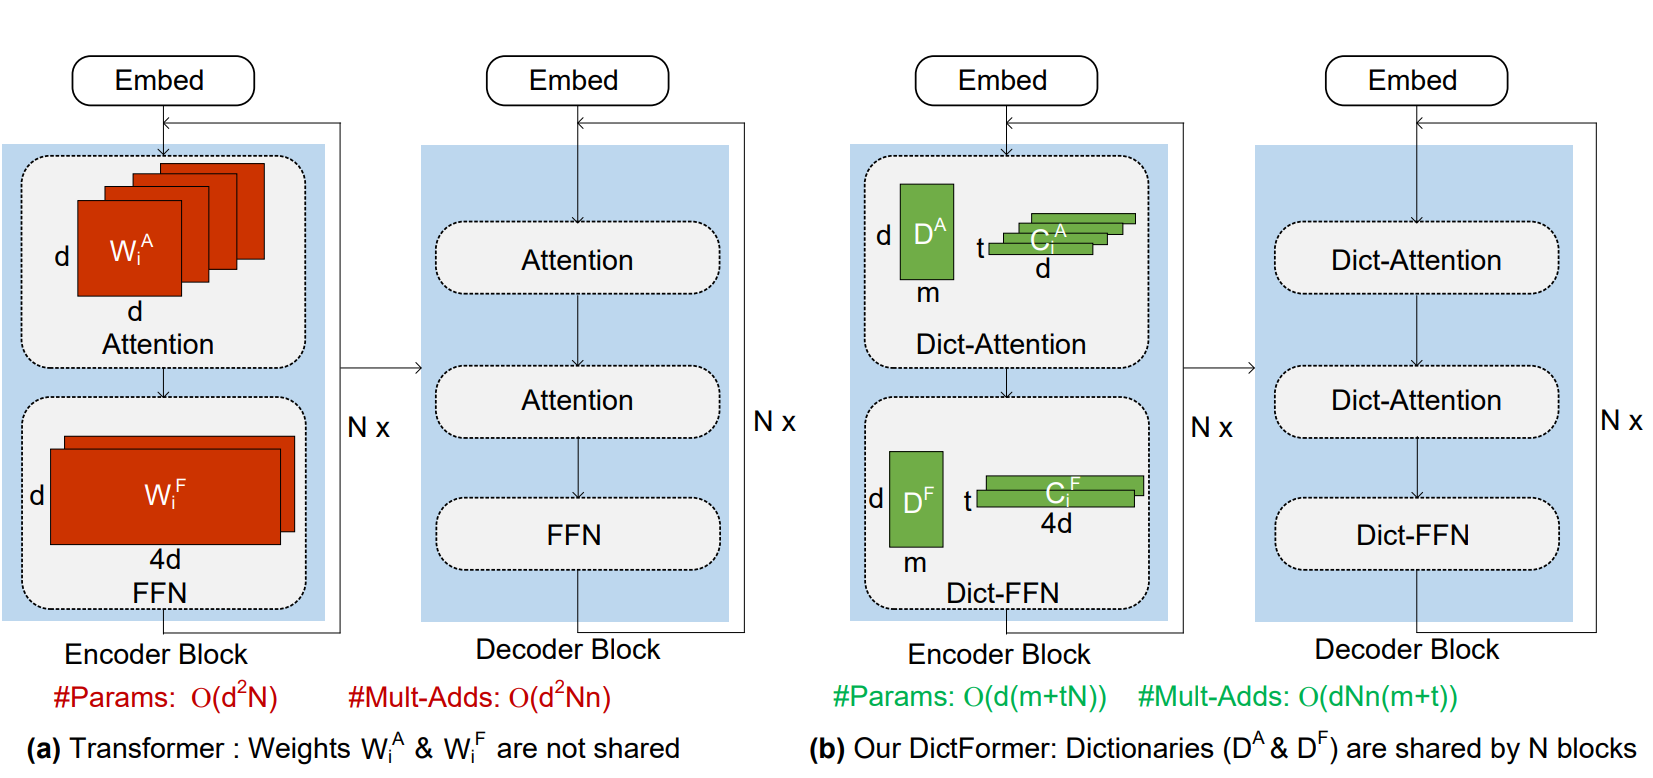 Embed
Embed
Embed
Embed
W_i^A
d
d
Attention
W_i^F
d
4d
FFN
N x
Encoder Block
Attention
Attention
FFN
N x
Decoder Block
D^A
d
m
C_i^A
t
d
Dict-Attention
D^F
d
m
C_i^F
t
4d
Dict-FFN
N x
Encoder Block
Dict-Attention
Dict-Attention
Dict-FFN
N x
Decoder Block
#Params: O(d²N)
#Mult-Adds: O(d²Nn)
#Params: O(d(m+tN))
#Mult-Adds: O(dNn(m+t))
(a) Transformer : Weights W_i^A & W_i^F are not shared
(b) Our DictFormer: Dictionaries (D^A & D^F) are shared by N blocks